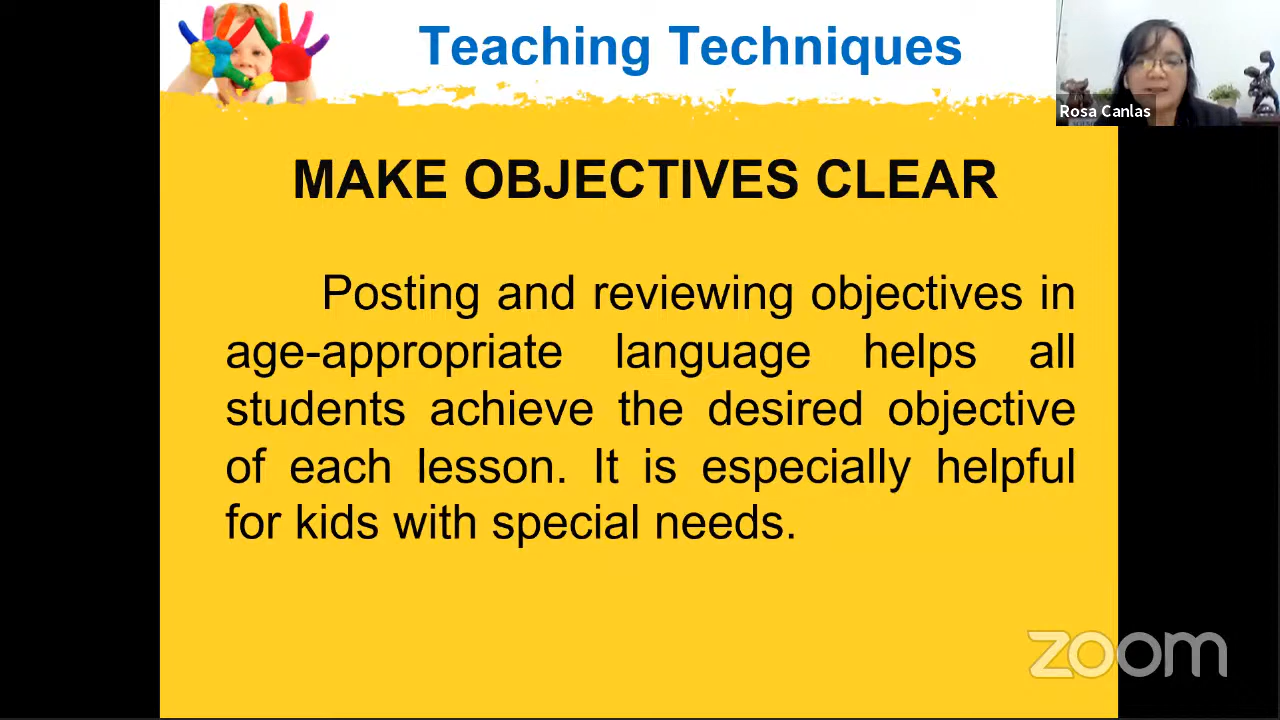 Teaching Techniques
Rosa Canlas
MAKE OBJECTIVES CLEAR
Posting and reviewing objectives in
age-appropriate language helps all
students achieve the desired objective
of each lesson. It is especially helpful
for kids with special needs.
zoom